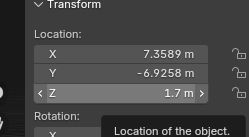 Transform
Location:
X 7.3589 m
Y -6.9258 m
Z 1.7 m
Rotation:
X
Location of the object.